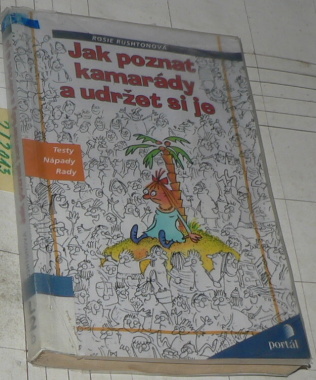 ROSIE RUSHTONOVÁ
Jak poznat
kamarády
a udržet si je
Testy
Nápady
Rady
portál